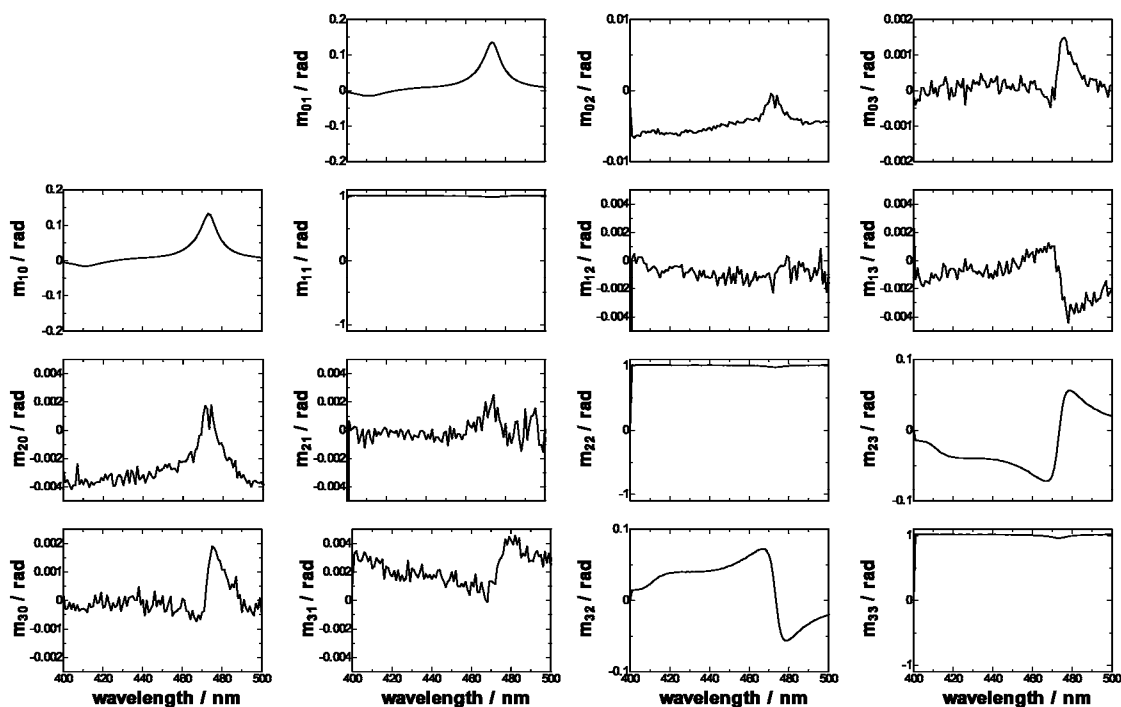 m01 / rad
0.2
0.1
0
-0.1
-0.2
m02 / rad
0.01
0
-0.01
m03 / rad
0.002
0.001
0
-0.001
-0.002
m10 / rad
0.2
0.1
0
-0.1
-0.2
m11 / rad
1
0
-1
m12 / rad
0.004
0.002
0
-0.002
-0.004
m13 / rad
0.004
0.002
0
-0.002
-0.004
m20 / rad
0.004
0.002
0
-0.002
-0.004
m21 / rad
0.004
0.002
0
-0.002
-0.004
m22 / rad
1
0
-1
m23 / rad
0.1
0
-0.1
m30 / rad
0.002
0.001
0
-0.001
-0.002
400 420 440 460 480 500
wavelength / nm
m31 / rad
0.004
0.002
0
-0.002
-0.004
400 420 440 460 480 500
wavelength / nm
m32 / rad
0.1
0
-0.1
400 420 440 460 480 500
wavelength / nm
m33 / rad
1
0
-1
400 420 440 460 480 500
wavelength / nm